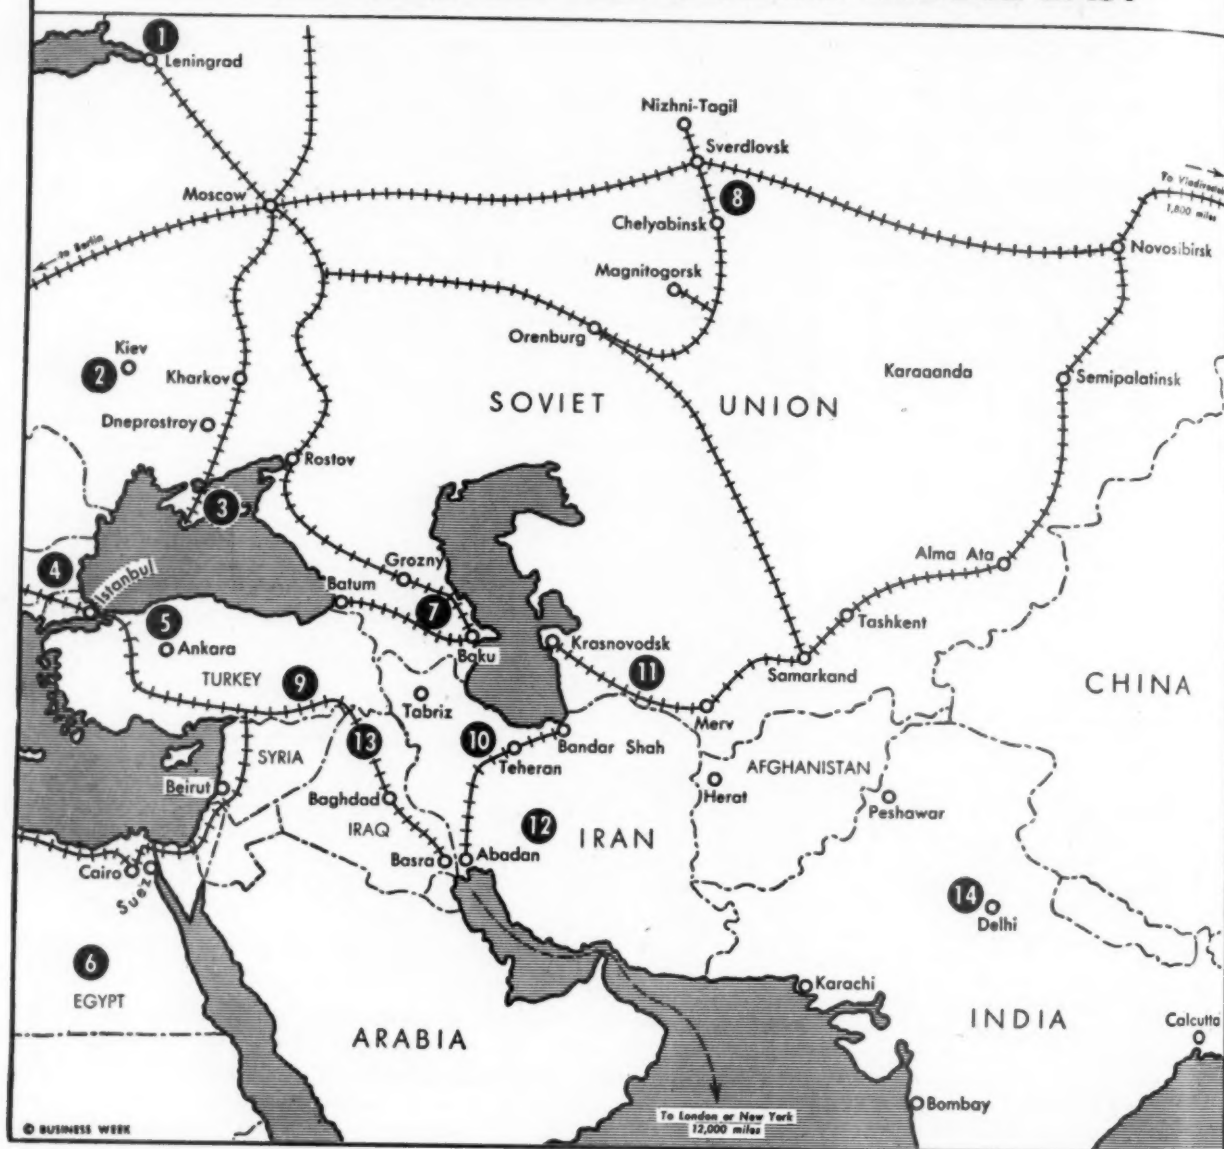 1
Leningrad
Nizhni-Tagil
Sverdlovsk
To Vladivostok
1,800 miles
Moscow
8
Chelyabinsk
to Berlin
Novosibirsk
Magnitogorsk
Orenburg
Kiev
2
Kharkov
Karaganda
Semipalatinsk
SOVIET UNION
Dneprostroy
Rostov
3
Alma Ata
4
Istanbul
Grozny
Batum
7
Tashkent
5
Ankara
Baku
Krasnovodsk
11
Samarkand
TURKEY
9
Tabriz
Merv
CHINA
13
10
Bandar Shah
SYRIA
Teheran
AFGHANISTAN
Beirut
Herat
Baghdad
Peshawar
IRAQ
12
IRAN
Basra
Abadan
Cairo
Suez
14
Delhi
6
EGYPT
Karachi
ARABIA
INDIA
Calcutta
Bombay
To London or New York
12,000 miles
© BUSINESS WEEK